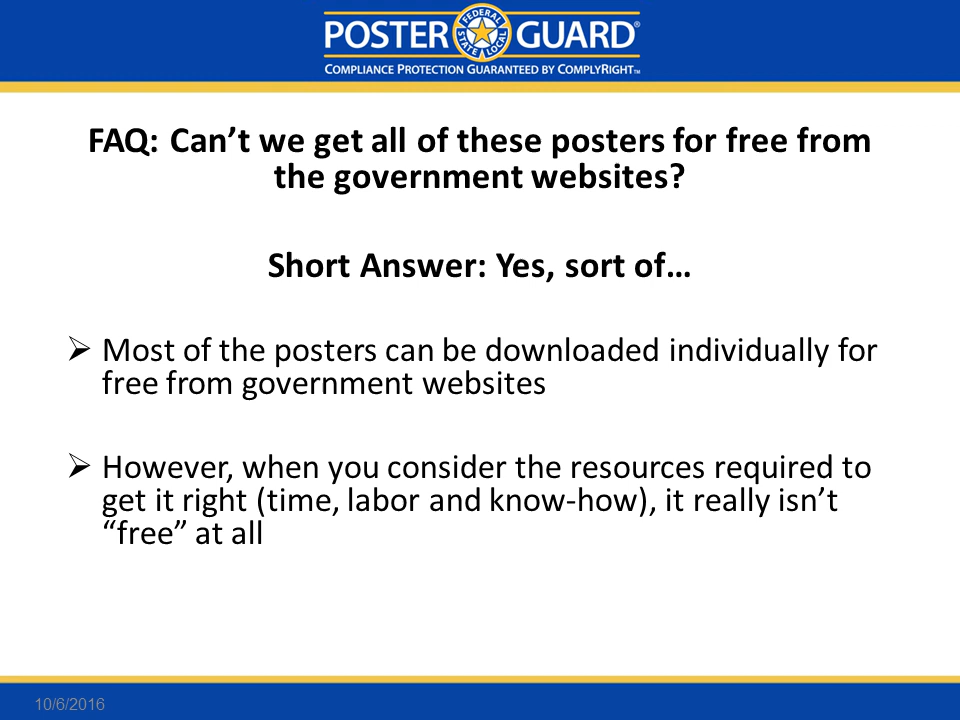 POSTER GUARD®
FEDERAL STATE LOCAL
COMPLIANCE PROTECTION GUARANTEED BY COMPLYRIGHT™
FAQ: Can’t we get all of these posters for free from
the government websites?
Short Answer: Yes, sort of…
➢ Most of the posters can be downloaded individually for
free from government websites
➢ However, when you consider the resources required to
get it right (time, labor and know-how), it really isn’t
“free” at all
10/6/2016